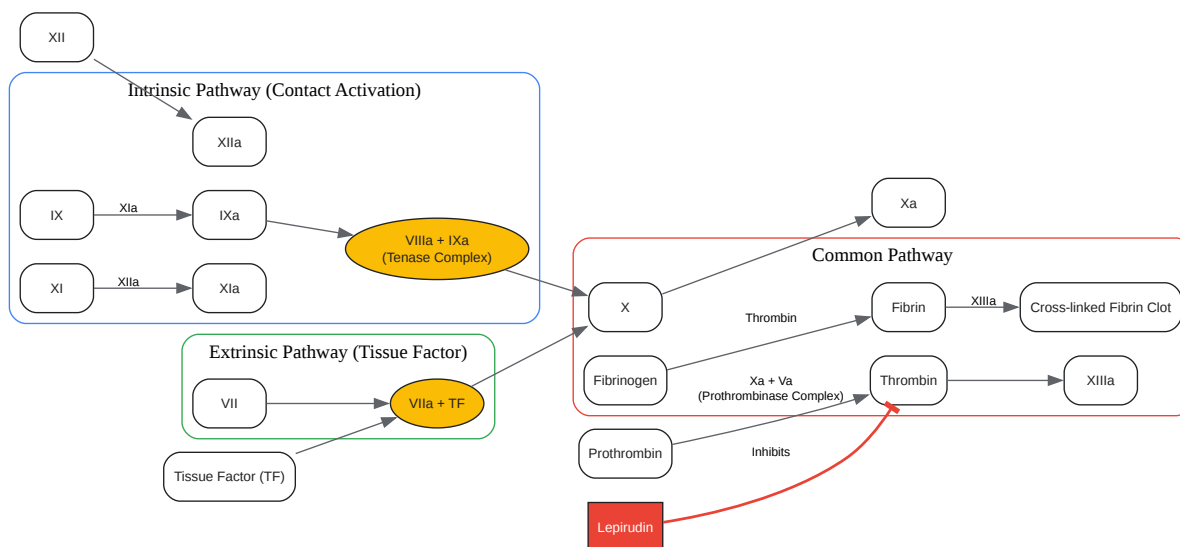 XII
Intrinsic Pathway (Contact Activation)
XIIa
IX
XIa
IXa
VIIIa + IXa
(Tenase Complex)
XI
XIIa
XIa
Xa
Common Pathway
X
Thrombin
Fibrin
XIIIa
Cross-linked Fibrin Clot
Extrinsic Pathway (Tissue Factor)
VII
VIIa + TF
Tissue Factor (TF)
Fibrinogen
Xa + Va
(Prothrombinase Complex)
Thrombin
XIIIa
Prothrombin
Inhibits
Lepirudin